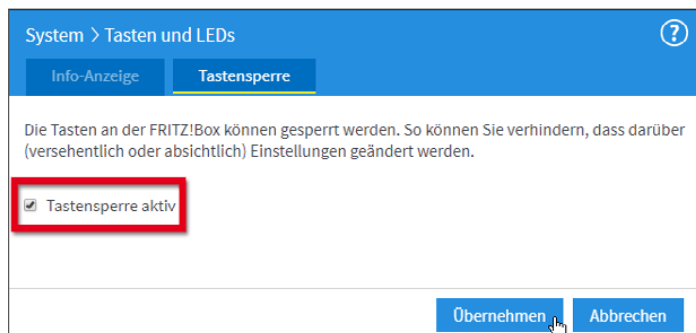 System > Tasten und LEDs
?
Info-Anzeige Tastensperre
Die Tasten an der FRITZ!Box können gesperrt werden. So können Sie verhindern, dass darüber
(versehentlich oder absichtlich) Einstellungen geändert werden.
Tastensperre aktiv
Übernehmen Abbrechen